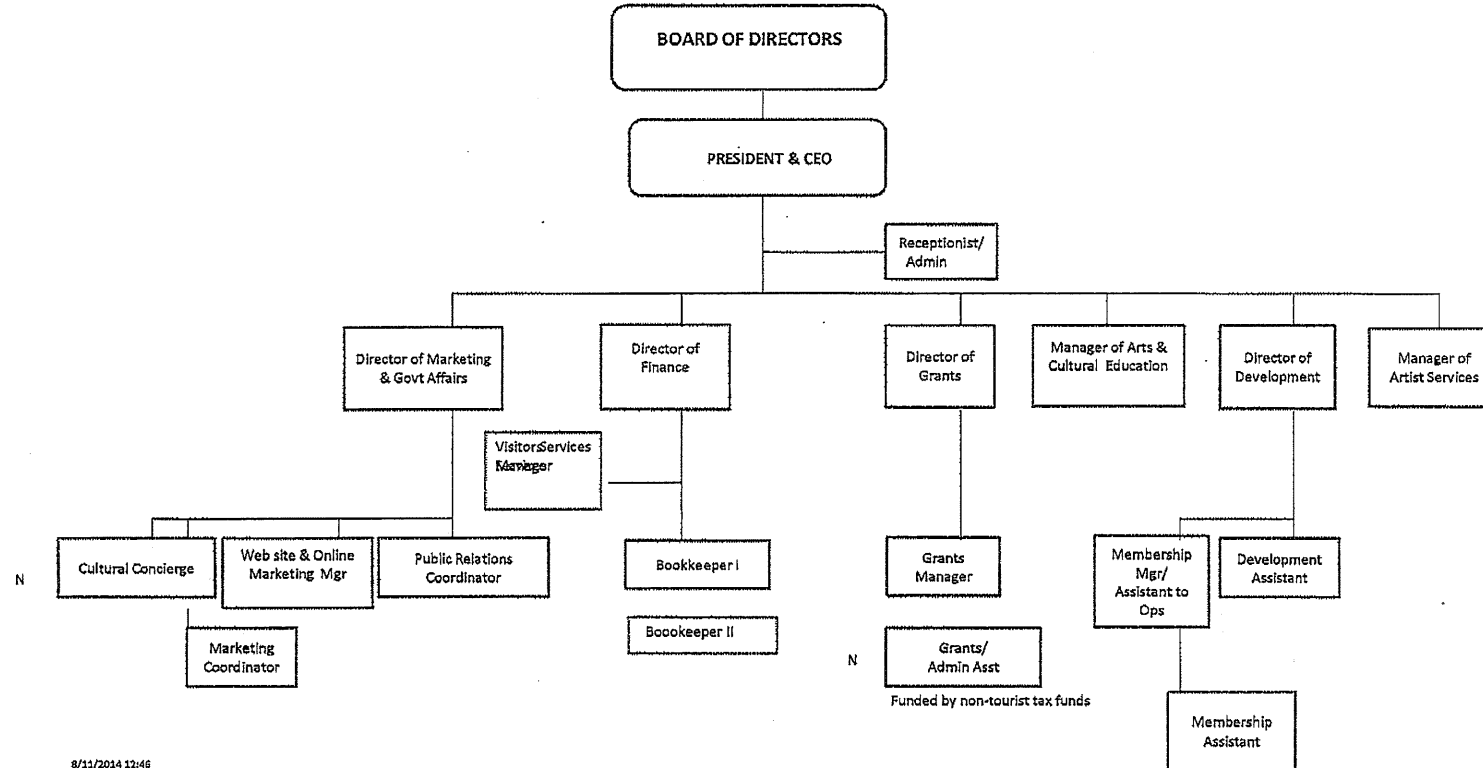 BOARD OF DIRECTORS
PRESIDENT & CEO
Receptionist/
Admin
Director of Marketing
& Govt Affairs
Director of
Finance
Director of
Grants
Manager of Arts &
Cultural Education
Director of
Development
Manager of
Artist Services
VisitorsServices
Manager
N
Cultural Concierge
Web site & Online
Marketing Mgr
Public Relations
Coordinator
Bookkeeper I
Grants
Manager
Membership
Mgr/
Assistant to
Ops
Development
Assistant
Marketing
Coordinator
Boookeeper II
N
Grants/
Admin Asst
Funded by non-tourist tax funds
Membership
Assistant
8/11/2014 12:46